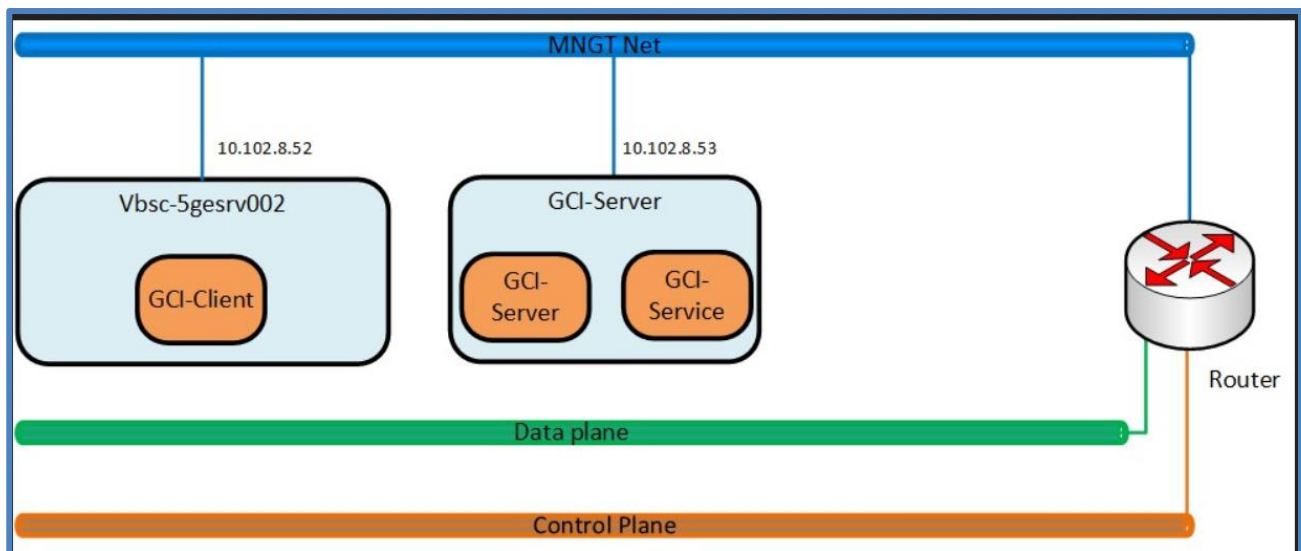 MNGT Net
10.102.8.52
10.102.8.53
Vbsc-5gesrv002
GCI-Server
GCI-Client
GCI-
Server
GCI-
Service
Router
Data plane
Control Plane